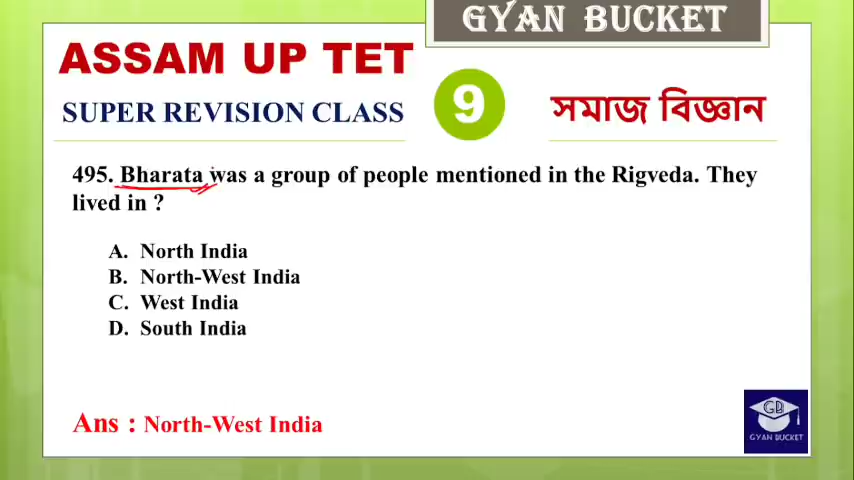 GYAN BUCKET
ASSAM UP TET
SUPER REVISION CLASS
9
সমাজ বিজ্ঞান
495. Bharata was a group of people mentioned in the Rigveda. They
lived in ?
A. North India
B. North-West India
C. West India
D. South India
Ans : North-West India
GB
GYAN BUCKET